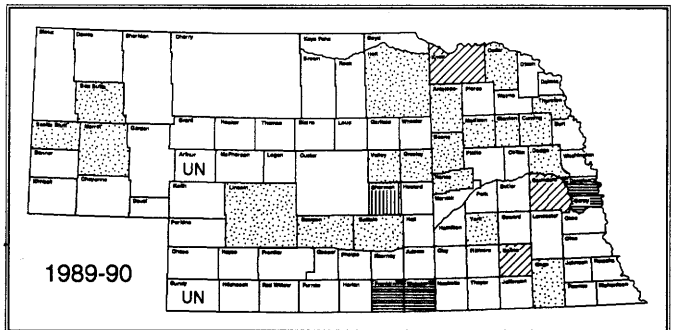 Sioux Dawes Sheridan Cherry Keya Paha Boyd
Brown Rock Holt Knox Cedar Dixon
Dakota
Box Butte Antelope Pierce Wayne Thurston
Scotts Bluff Morrill Garden Grant Hooker Thomas Blaine Loup Garfield Wheeler Madison Stanton Cuming Burt
Banner Boone
Arthur McPherson Logan Custer Valley Greeley Platte Colfax Dodge Washington
UN
Kimball Cheyenne Deuel Keith Lincoln Sherman Howard Nance Merrick Polk Butler Sarpy
Perkins Dawson Buffalo Hall Hamilton York Seward Lancaster Cass
Otoe
Chase Hayes Frontier Gosper Phelps Kearney Adams Clay Fillmore Saline Gage Johnson Nemaha
1989-90
Dundy Hitchcock Red Willow Furnas Harlan Franklin Webster Nuckolls Thayer Jefferson Pawnee Richardson
UN